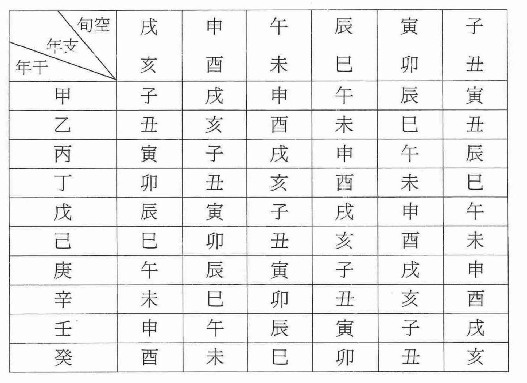 旬空 戌 申 午 辰 寅 子
年支
年干 亥 酉 未 巳 卯 丑
甲 子 戌 申 午 辰 寅
乙 丑 亥 酉 未 巳 丑
丙 寅 子 戌 申 午 辰
丁 卯 丑 亥 酉 未 巳
戊 辰 寅 子 戌 申 午
己 巳 卯 丑 亥 酉 未
庚 午 辰 寅 子 戌 申
辛 未 巳 卯 丑 亥 酉
壬 申 午 辰 寅 子 戌
癸 酉 未 巳 卯 丑 亥